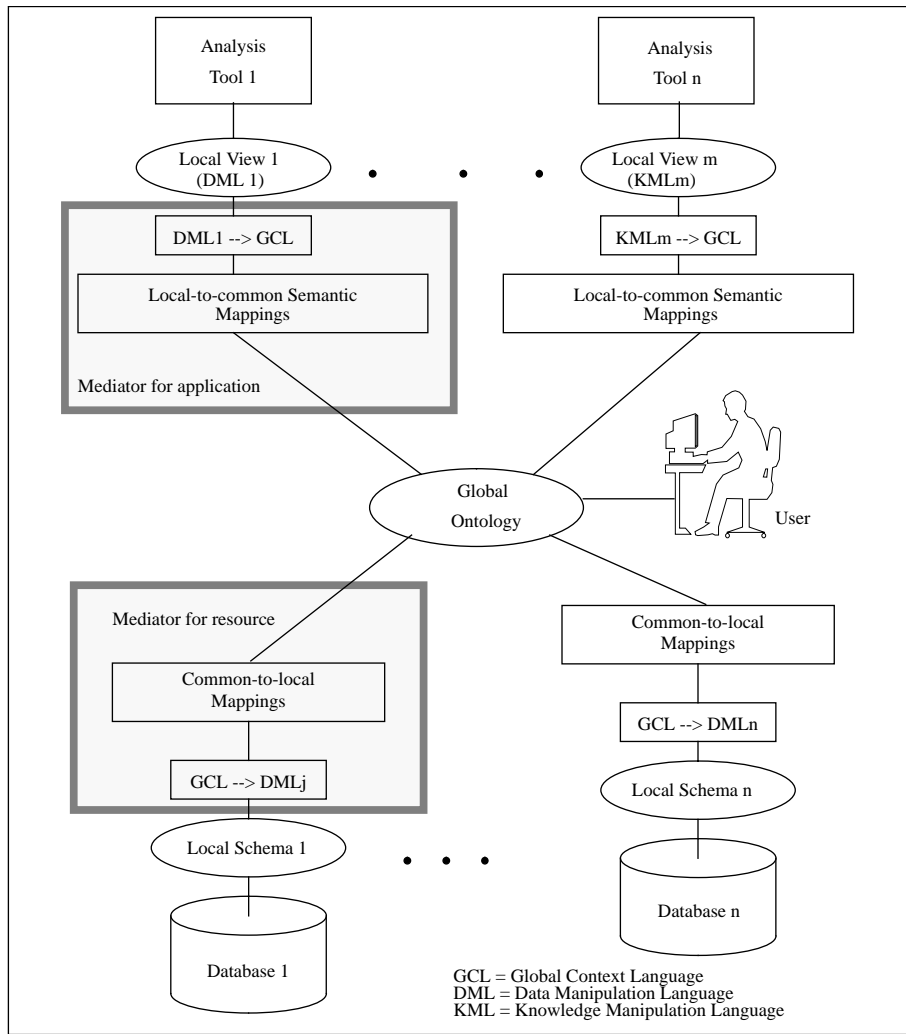 Analysis
Tool 1
Analysis
Tool n
Local View 1
(DML 1)
Local View m
(KMLm)
DML1 --> GCL
KMLm --> GCL
Local-to-common Semantic
Mappings
Local-to-common Semantic
Mappings
Mediator for application
Global
Ontology
User
Mediator for resource
Common-to-local
Mappings
Common-to-local
Mappings
GCL --> DMLj
GCL --> DMLn
Local Schema 1
Local Schema n
Database 1
Database n
GCL = Global Context Language
DML = Data Manipulation Language
KML = Knowledge Manipulation Language